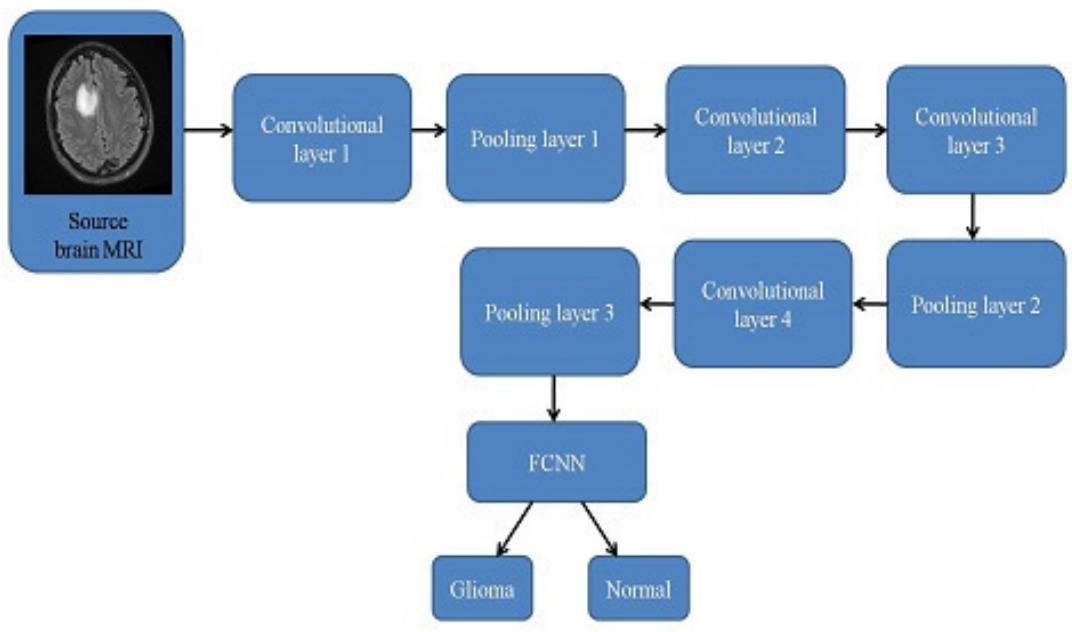 Source
brain MRI
Convolutional
layer 1
Pooling layer 1
Convolutional
layer 2
Convolutional
layer 3
Pooling layer 2
Convolutional
layer 4
Pooling layer 3
FCNN
Glioma
Normal